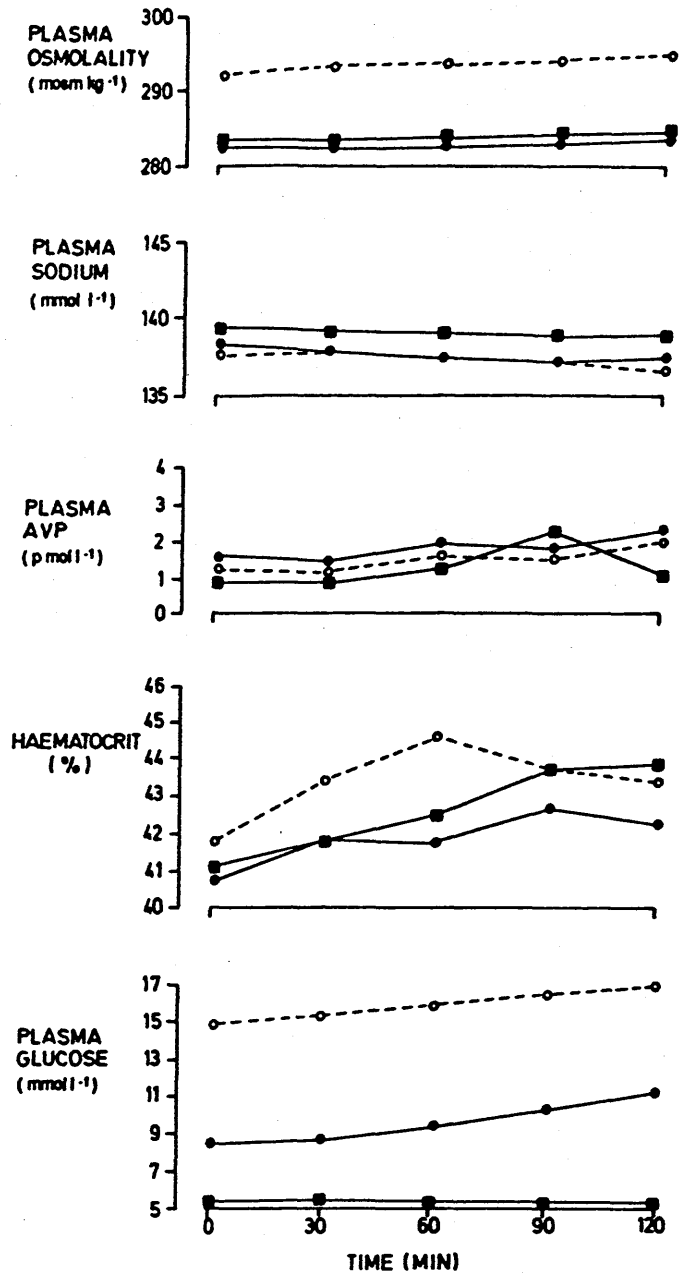 PLASMA
OSMOLALITY
(mosm kg⁻¹)
300
290
280
PLASMA
SODIUM
(mmol l⁻¹)
145
140
135
PLASMA
AVP
(pmol l⁻¹)
4
3
2
1
0
HAEMATOCRIT
(%)
46
45
44
43
42
41
40
PLASMA
GLUCOSE
(mmol l⁻¹)
17
15
13
11
9
7
5
0 30 60 90 120
TIME (MIN)